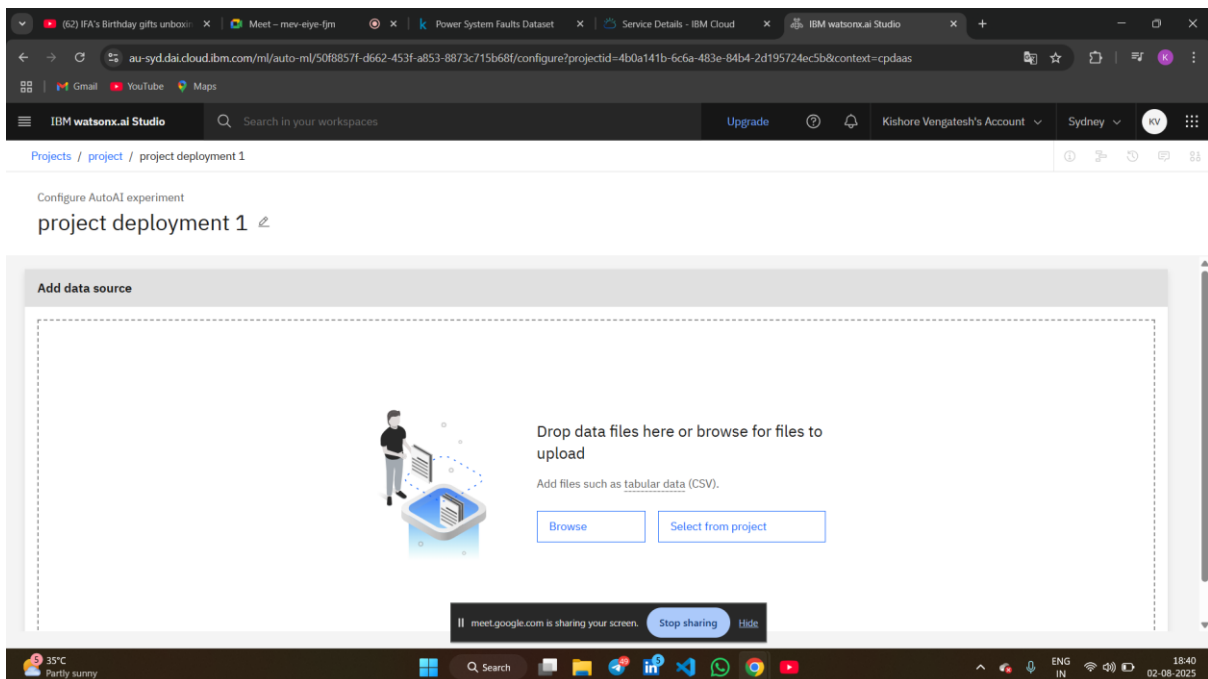 (62) IFA's Birthday gifts unboxin
Meet – mev-eiye-fjm
Power System Faults Dataset
Service Details - IBM Cloud
IBM watsonx.ai Studio
au-syd.dai.cloud.ibm.com/ml/auto-ml/50f8857f-d662-453f-a853-8873c715b68f/configure?projectid=4b0a141b-6c6a-483e-84b4-2d195724ec5b&context=cpdaas
K
Gmail
YouTube
Maps
IBM watsonx.ai Studio
Search in your workspaces
Upgrade
Kishore Vengatesh's Account
Sydney
KV
Projects / project / project deployment 1
Configure AutoAI experiment
project deployment 1
Add data source
Drop data files here or browse for files to
upload
Add files such as tabular data (CSV).
Browse
Select from project
meet.google.com is sharing your screen.
Stop sharing
Hide
5
35°C
Partly sunny
Search
ENG
IN
18:40
02-08-2025